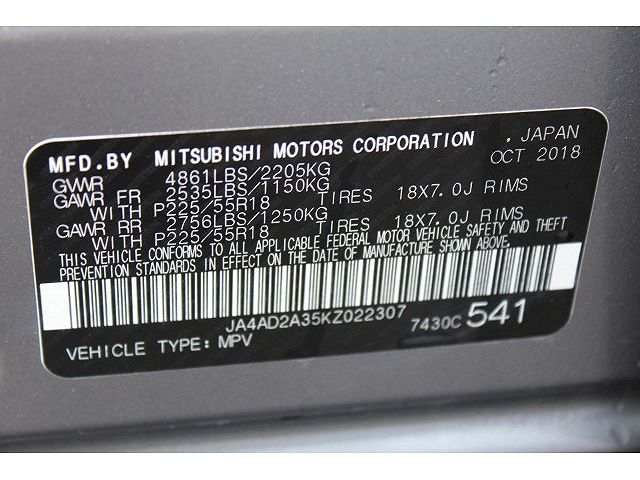 MFD.BY MITSUBISHI MOTORS CORPORATION , JAPAN
GVWR 4861LBS/2205KG OCT 2018
GAWR FR 2535LBS/1150KG
WITH P225/55R18 TIRES 18X7.0J RIMS
GAWR RR 2756LBS/1250KG
WITH P225/55R18 TIRES 18X7.0J RIMS
THIS VEHICLE CONFORMS TO ALL APPLICABLE FEDERAL MOTOR VEHICLE SAFETY AND THEFT
PREVENTION STANDARDS IN EFFECT ON THE DATE OF MANUFACTURE SHOWN ABOVE.
JA4AD2A35KZ022307 7430C 541
VEHICLE TYPE: MPV